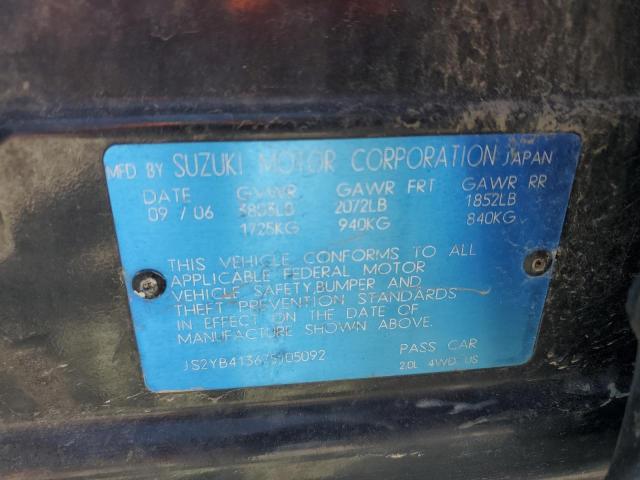 MFD BY SUZUKI MOTOR CORPORATION JAPAN
DATE GVWR GAWR FRT GAWR RR
09 / 06 3803LB 2072LB 1852LB
1725KG 940KG 840KG
THIS VEHICLE CONFORMS TO ALL
APPLICABLE FEDERAL MOTOR
VEHICLE SAFETY,BUMPER AND
THEFT PREVENTION STANDARDS
IN EFFECT ON THE DATE OF
MANUFACTURE SHOWN ABOVE.
PASS CAR
2.0L 4WD US